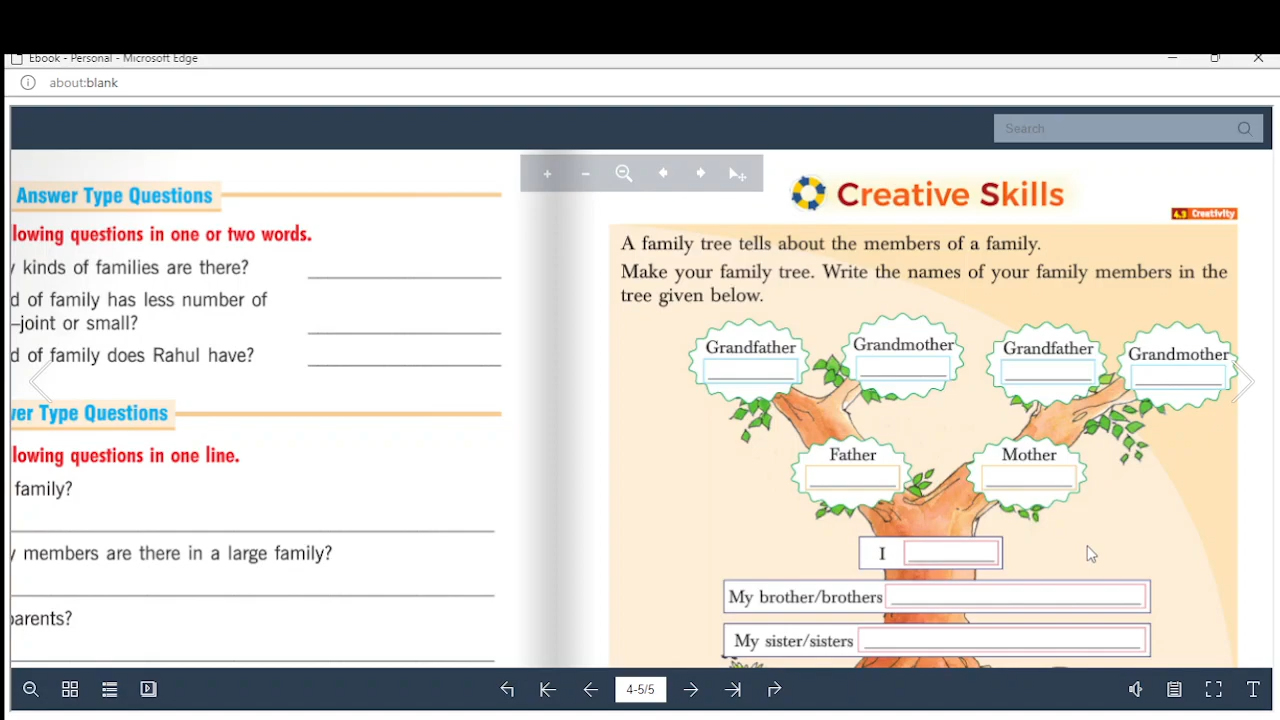 Ebook - Personal - Microsoft Edge
about:blank
Search
Answer Type Questions
lowing questions in one or two words.
y kinds of families are there?
d of family has less number of
–joint or small?
d of family does Rahul have?
er Type Questions
lowing questions in one line.
family?
y members are there in a large family?
parents?
Creative Skills
4.3 Creativity
A family tree tells about the members of a family.
Make your family tree. Write the names of your family members in the
tree given below.
Grandfather
Grandmother
Grandfather
Grandmother
Father
Mother
I
My brother/brothers
My sister/sisters
4-5/5